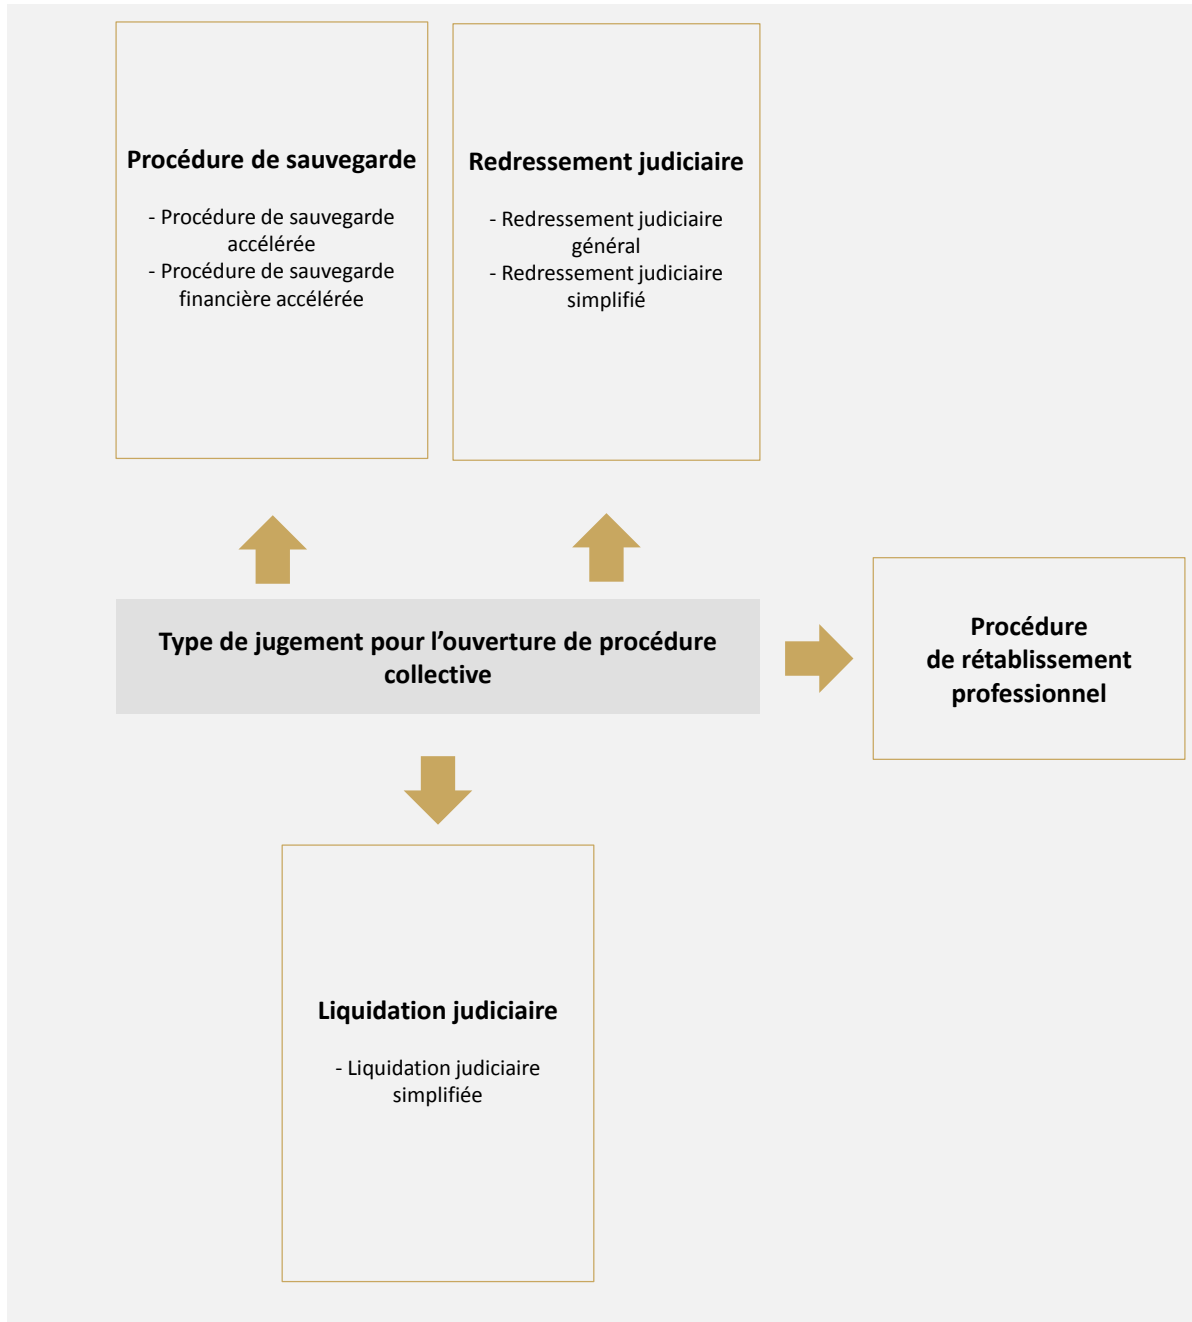 Procédure de sauvegarde
- Procédure de sauvegarde
accélérée
- Procédure de sauvegarde
financière accélérée
Redressement judiciaire
- Redressement judiciaire
général
- Redressement judiciaire
simplifié
Type de jugement pour l’ouverture de procédure
collective
Procédure
de rétablissement
professionnel
Liquidation judiciaire
- Liquidation judiciaire
simplifiée